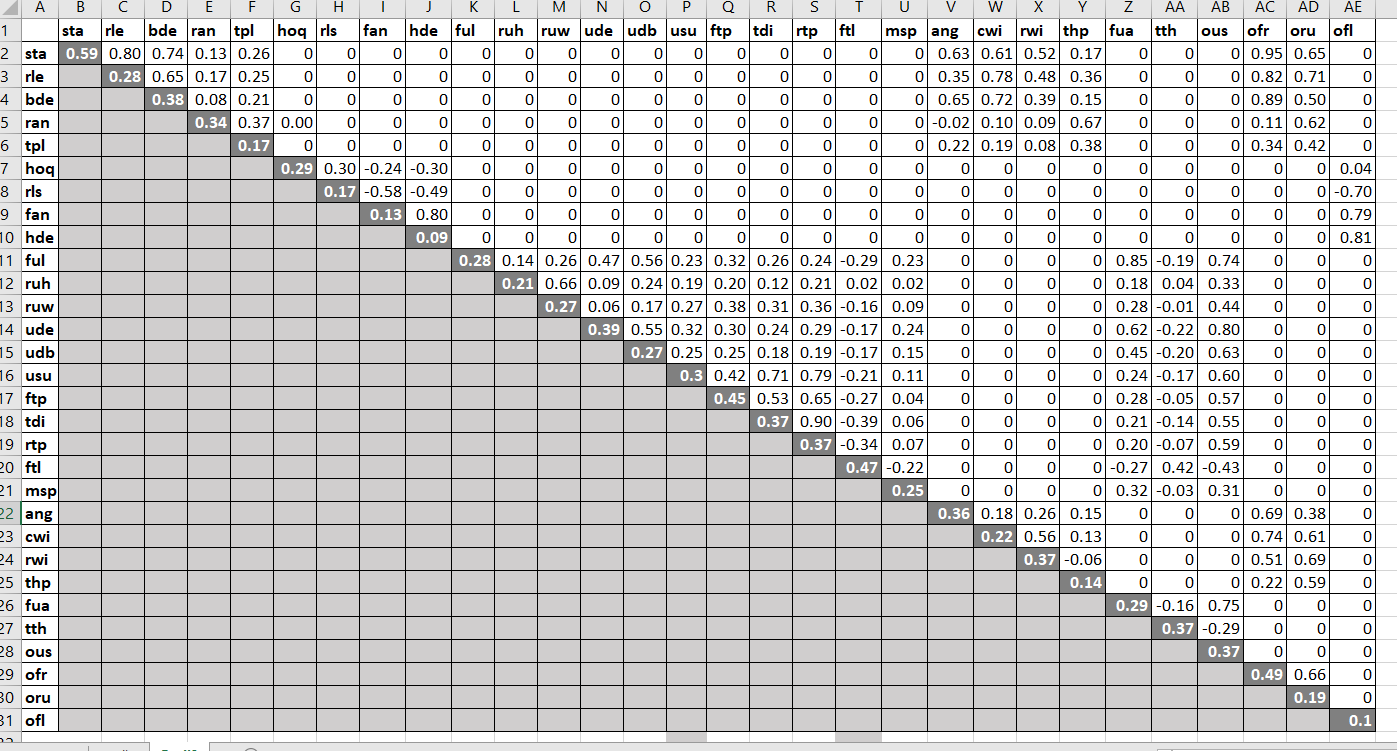 A B C D E F G H I J K L M N O P Q R S T U V W X Y Z AA AB AC AD AE
1 sta rle bde ran tpl hoq rls fan hde ful ruh ruw ude udb usu ftp tdi rtp ftl msp ang cwi rwi thp fua tth ous ofr oru ofl
2 sta 0.59 0.80 0.74 0.13 0.26 0 0 0 0 0 0 0 0 0 0 0 0 0 0 0 0.63 0.61 0.52 0.17 0 0 0 0.95 0.65 0
3 rle 0.28 0.65 0.17 0.25 0 0 0 0 0 0 0 0 0 0 0 0 0 0 0 0.35 0.78 0.48 0.36 0 0 0 0.82 0.71 0
4 bde 0.38 0.08 0.21 0 0 0 0 0 0 0 0 0 0 0 0 0 0 0 0.65 0.72 0.39 0.15 0 0 0 0.89 0.50 0
5 ran 0.34 0.37 0.00 0 0 0 0 0 0 0 0 0 0 0 0 0 0 -0.02 0.10 0.09 0.67 0 0 0 0.11 0.62 0
6 tpl 0.17 0 0 0 0 0 0 0 0 0 0 0 0 0 0 0 0.22 0.19 0.08 0.38 0 0 0 0.34 0.42 0
7 hoq 0.29 0.30 -0.24 -0.30 0 0 0 0 0 0 0 0 0 0 0 0 0 0 0 0 0 0 0 0 0.04
8 rls 0.17 -0.58 -0.49 0 0 0 0 0 0 0 0 0 0 0 0 0 0 0 0 0 0 0 0 -0.70
9 fan 0.13 0.80 0 0 0 0 0 0 0 0 0 0 0 0 0 0 0 0 0 0 0 0 0.79
10 hde 0.09 0 0 0 0 0 0 0 0 0 0 0 0 0 0 0 0 0 0 0 0 0.81
11 ful 0.28 0.14 0.26 0.47 0.56 0.23 0.32 0.26 0.24 -0.29 0.23 0 0 0 0 0.85 -0.19 0.74 0 0 0
12 ruh 0.21 0.66 0.09 0.24 0.19 0.20 0.12 0.21 0.02 0.02 0 0 0 0 0.18 0.04 0.33 0 0 0
13 ruw 0.27 0.06 0.17 0.27 0.38 0.31 0.36 -0.16 0.09 0 0 0 0 0.28 -0.01 0.44 0 0 0
14 ude 0.39 0.55 0.32 0.30 0.24 0.29 -0.17 0.24 0 0 0 0 0.62 -0.22 0.80 0 0 0
15 udb 0.27 0.25 0.25 0.18 0.19 -0.17 0.15 0 0 0 0 0.45 -0.20 0.63 0 0 0
16 usu 0.3 0.42 0.71 0.79 -0.21 0.11 0 0 0 0 0.24 -0.17 0.60 0 0 0
17 ftp 0.45 0.53 0.65 -0.27 0.04 0 0 0 0 0.28 -0.05 0.57 0 0 0
18 tdi 0.37 0.90 -0.39 0.06 0 0 0 0 0.21 -0.14 0.55 0 0 0
19 rtp 0.37 -0.34 0.07 0 0 0 0 0.20 -0.07 0.59 0 0 0
20 ftl 0.47 -0.22 0 0 0 0 -0.27 0.42 -0.43 0 0 0
21 msp 0.25 0 0 0 0 0.32 -0.03 0.31 0 0 0
22 ang 0.36 0.18 0.26 0.15 0 0 0 0.69 0.38 0
23 cwi 0.22 0.56 0.13 0 0 0 0.74 0.61 0
24 rwi 0.37 -0.06 0 0 0 0.51 0.69 0
25 thp 0.14 0 0 0 0.22 0.59 0
26 fua 0.29 -0.16 0.75 0 0 0
27 tth 0.37 -0.29 0 0 0
28 ous 0.37 0 0 0
29 ofr 0.49 0.66 0
30 oru 0.19 0
31 ofl 0.1